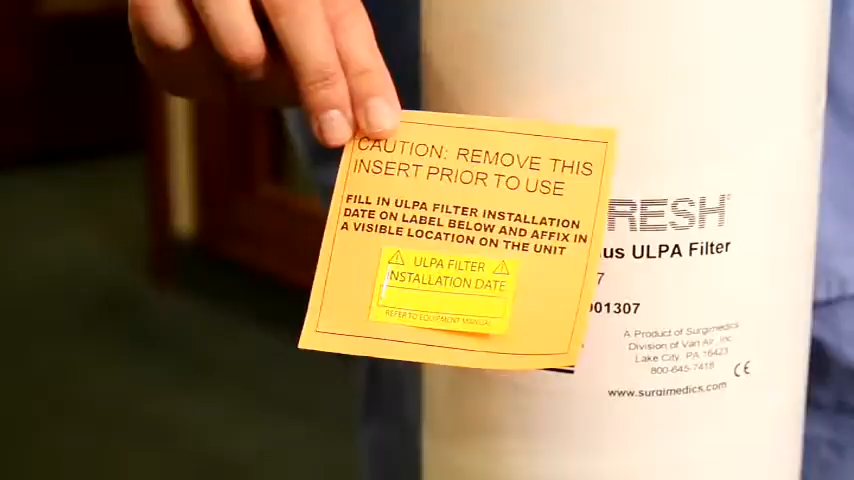 CAUTION: REMOVE THIS
INSERT PRIOR TO USE
FILL IN ULPA FILTER INSTALLATION
DATE ON LABEL BELOW AND AFFIX IN
A VISIBLE LOCATION ON THE UNIT
ULPA FILTER
INSTALLATION DATE
REFER TO EQUIPMENT MANUAL
RESH®
us ULPA Filter
7
001307
A Product of Surgimedics
Division of Van Air, Inc.
Lake City, PA 16423
800-645-7418
CE
www.surgimedics.com